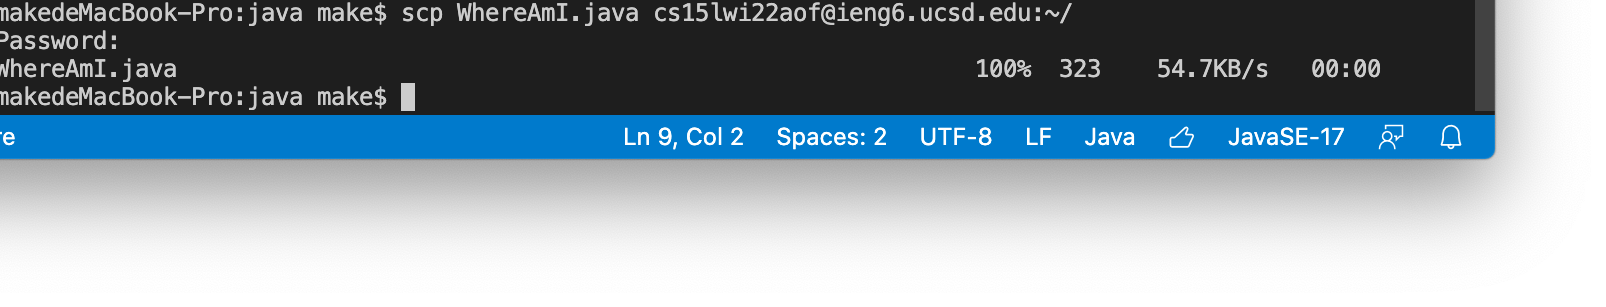 makedeMacBook-Pro:java make$ scp WhereAmI.java cs15lwi22aof@ieng6.ucsd.edu:~/
Password:
WhereAmI.java 100% 323 54.7KB/s 00:00
makedeMacBook-Pro:java make$
re Ln 9, Col 2 Spaces: 2 UTF-8 LF Java JavaSE-17